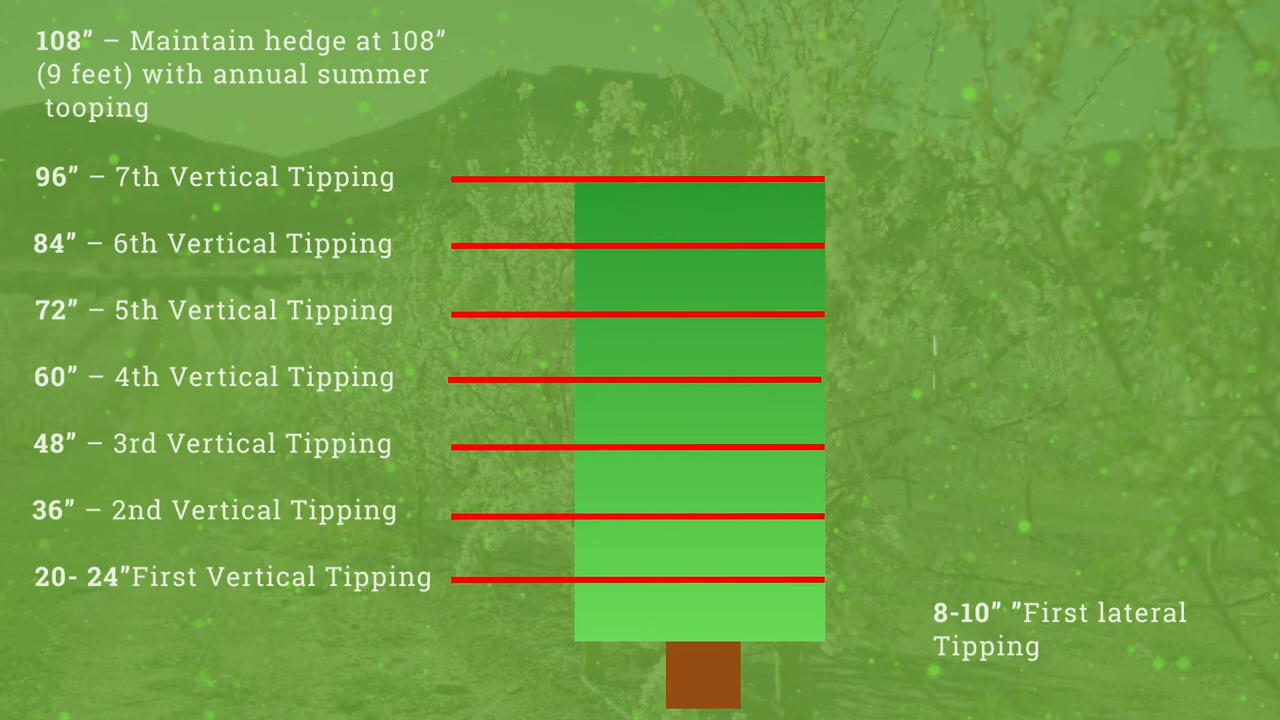 108” – Maintain hedge at 108”
(9 feet) with annual summer
tooping
96” – 7th Vertical Tipping
84” – 6th Vertical Tipping
72” – 5th Vertical Tipping
60” – 4th Vertical Tipping
48” – 3rd Vertical Tipping
36” – 2nd Vertical Tipping
20- 24”First Vertical Tipping
8-10” ”First lateral
Tipping